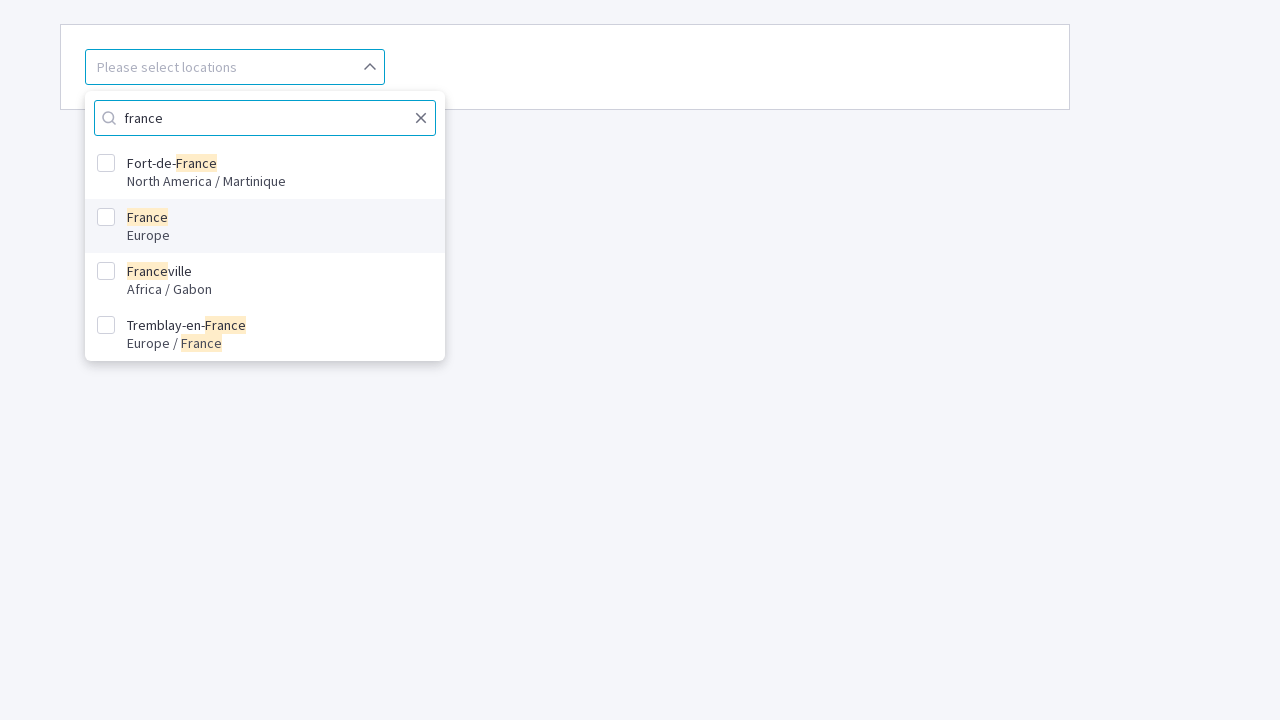 Please select locations
france
Fort-de-France
North America / Martinique
France
Europe
Franceville
Africa / Gabon
Tremblay-en-France
Europe / France